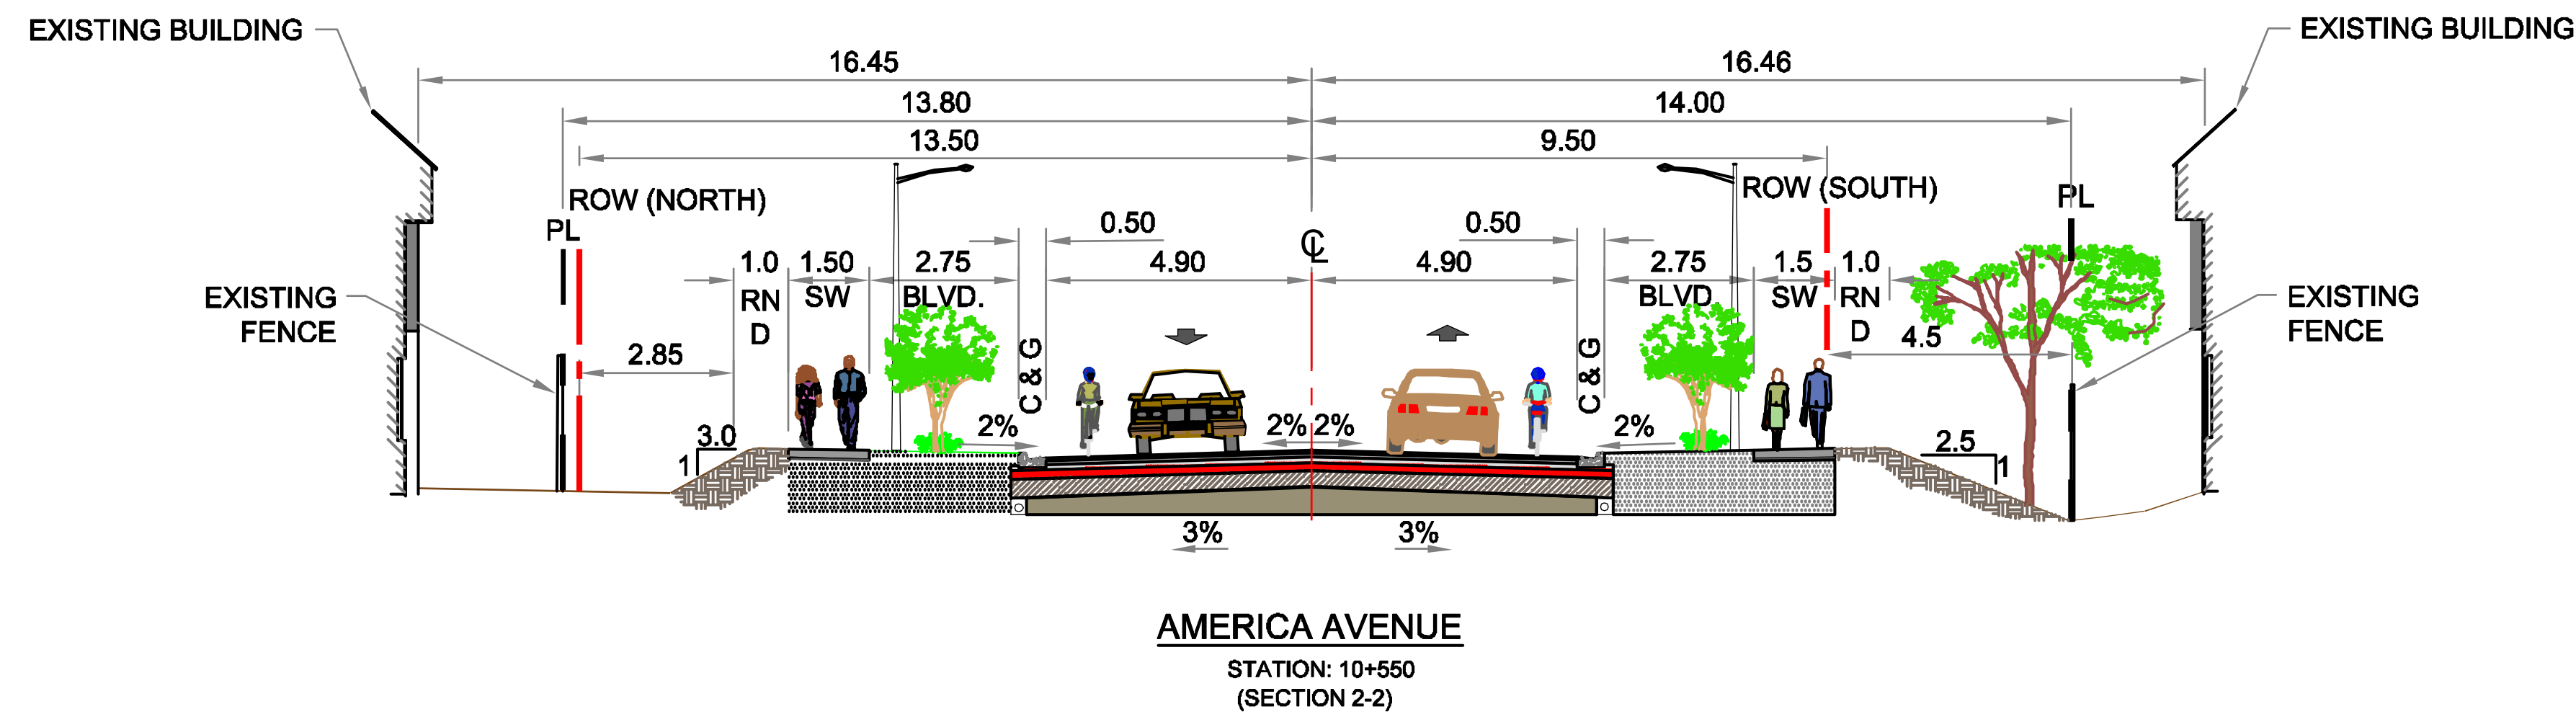 EXISTING BUILDING
EXISTING BUILDING
16.45
16.46
13.80
14.00
13.50
9.50
ROW (NORTH)
ROW (SOUTH)
PL
PL
0.50
0.50
CL
1.0
1.50
2.75
4.90
4.90
2.75
1.5
1.0
RN
D
SW
BLVD.
BLVD.
SW
RN
D
EXISTING
FENCE
EXISTING
FENCE
2.85
4.5
C & G
C & G
3.0
1
2%
2%
2%
2%
2.5
1
3%
3%
AMERICA AVENUE
STATION: 10+550
(SECTION 2-2)